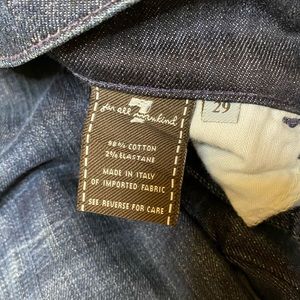 for all 7 mankind
29
98% COTTON
2% ELASTANE
MADE IN ITALY
OF IMPORTED FABRIC
SEE REVERSE FOR CARE